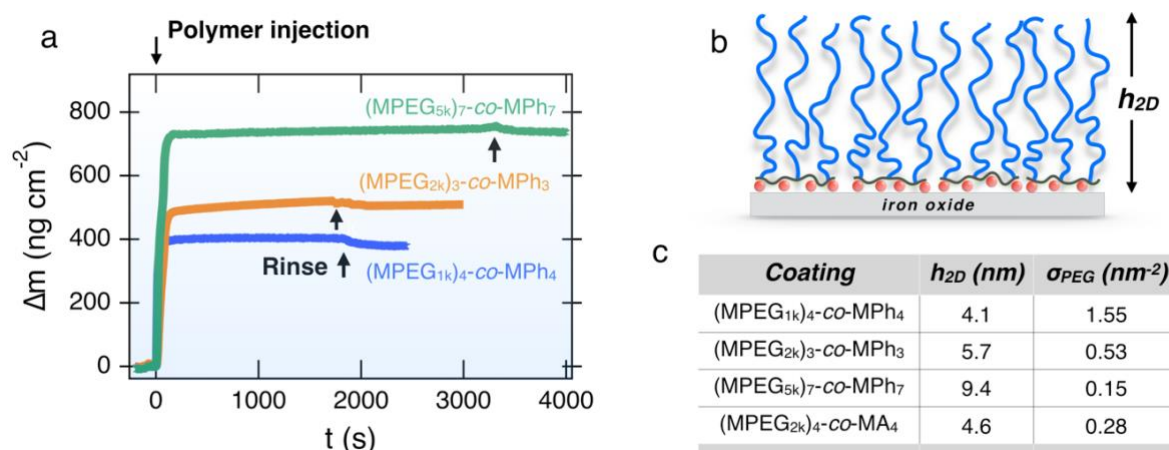 a
Polymer injection
800
600
400
200
0
Δm (ng cm⁻²)
(MPEG₅ₖ)₇-co-MPh₇
(MPEG₂ₖ)₃-co-MPh₃
Rinse
(MPEG₁ₖ)₄-co-MPh₄
0 1000 2000 3000 4000
t (s)
b
h₂D
iron oxide
c
Coating h₂D (nm) σPEG (nm⁻²)
(MPEG₁ₖ)₄-co-MPh₄ 4.1 1.55
(MPEG₂ₖ)₃-co-MPh₃ 5.7 0.53
(MPEG₅ₖ)₇-co-MPh₇ 9.4 0.15
(MPEG₂ₖ)₄-co-MA₄ 4.6 0.28